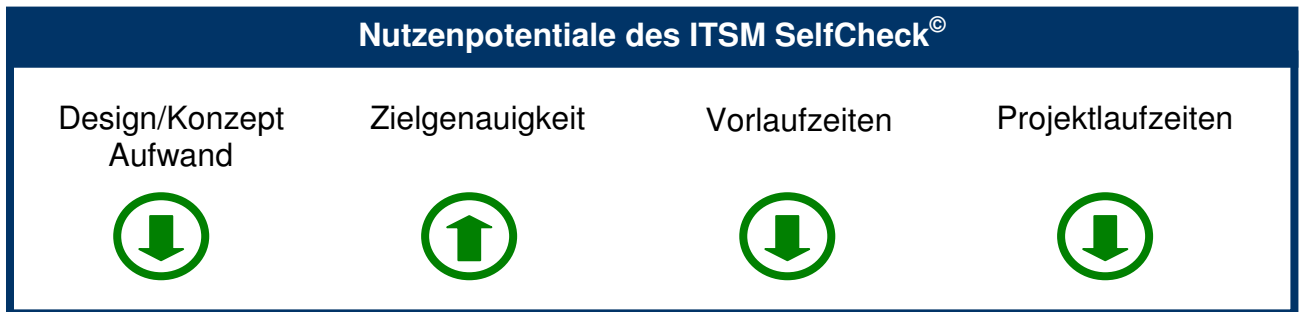 Nutzenpotentiale des ITSM SelfCheck©
Design/Konzept Aufwand
Zielgenauigkeit
Vorlaufzeiten
Projektlaufzeiten